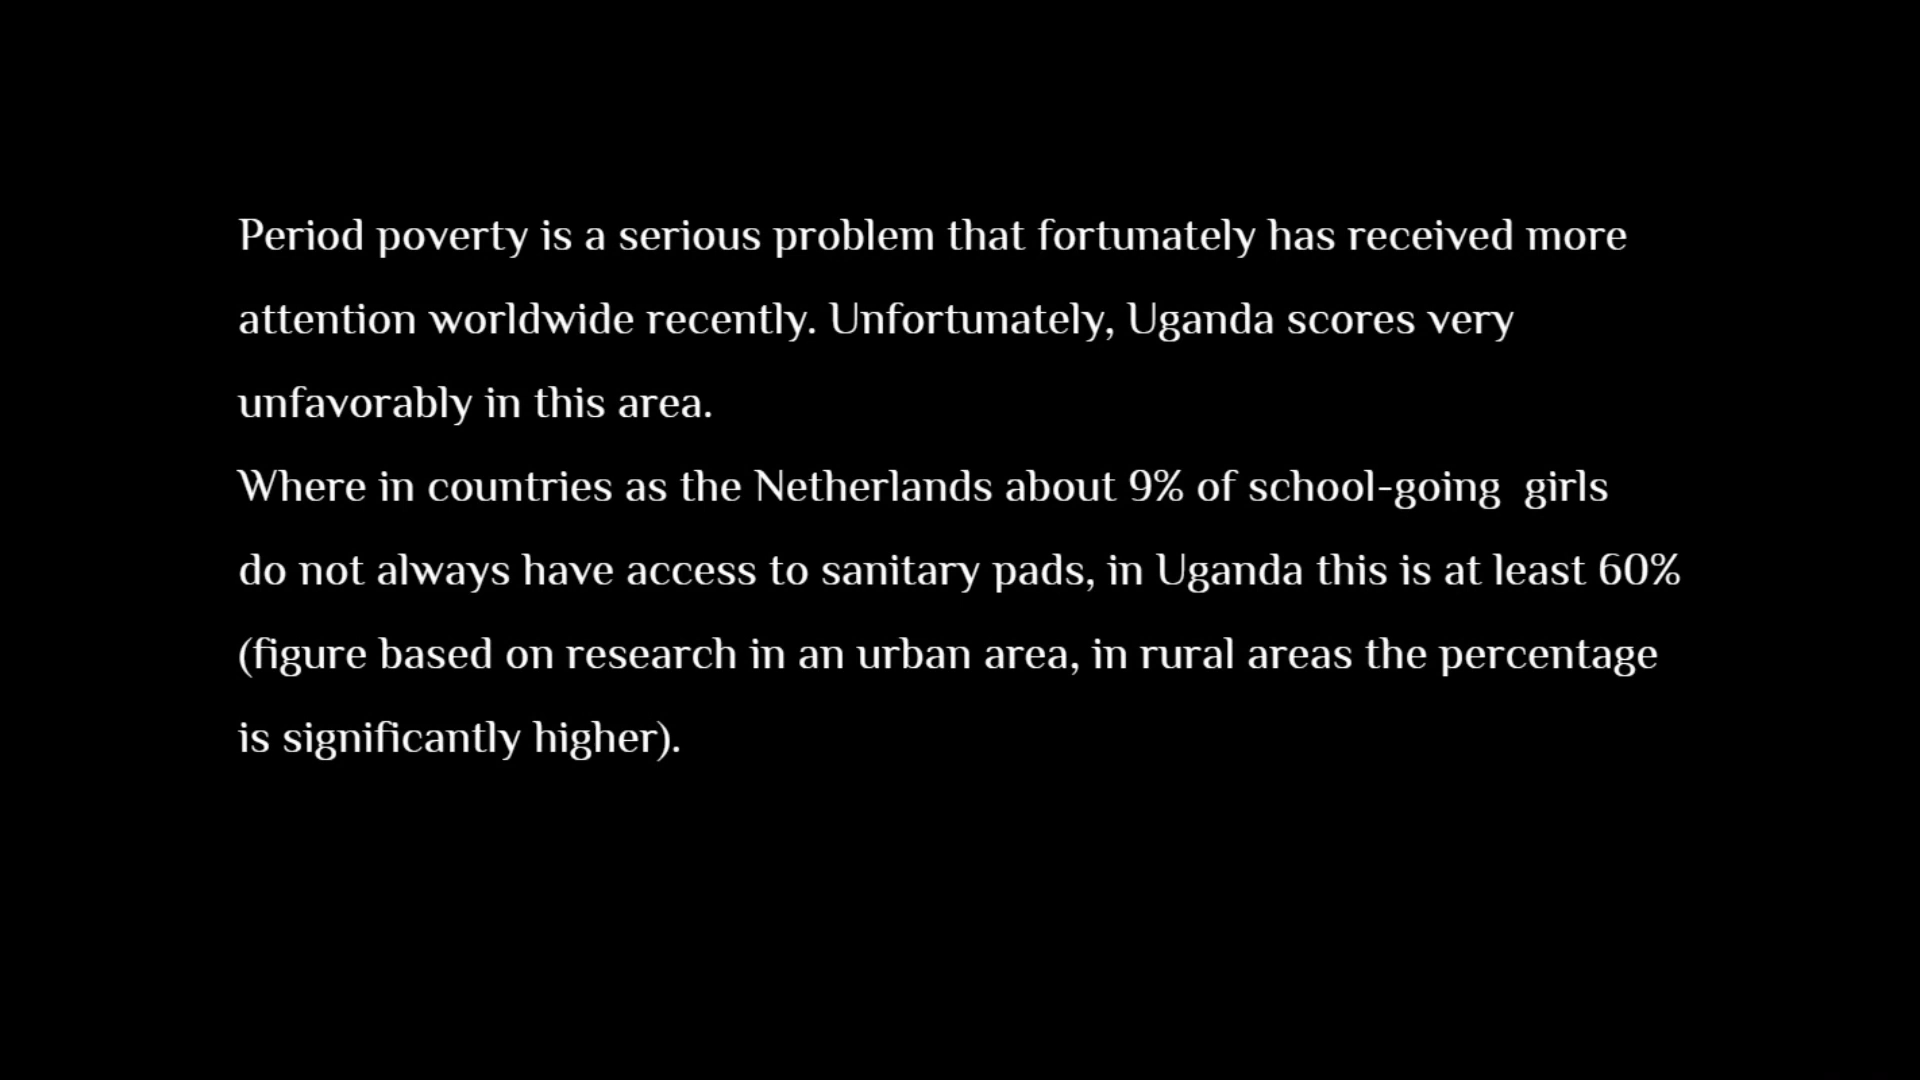 Period poverty is a serious problem that fortunately has received more
attention worldwide recently. Unfortunately, Uganda scores very
unfavorably in this area.
Where in countries as the Netherlands about 9% of school-going  girls
do not always have access to sanitary pads, in Uganda this is at least 60%
(figure based on research in an urban area, in rural areas the percentage
is significantly higher).